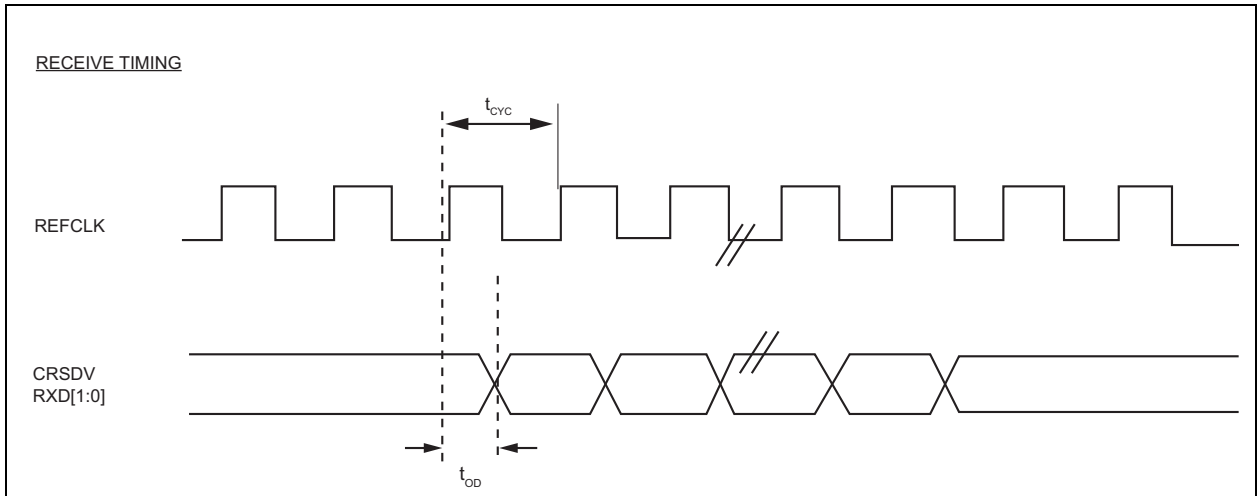 RECEIVE TIMING
tCYC
REFCLK
CRSDV
RXD[1:0]
tOD